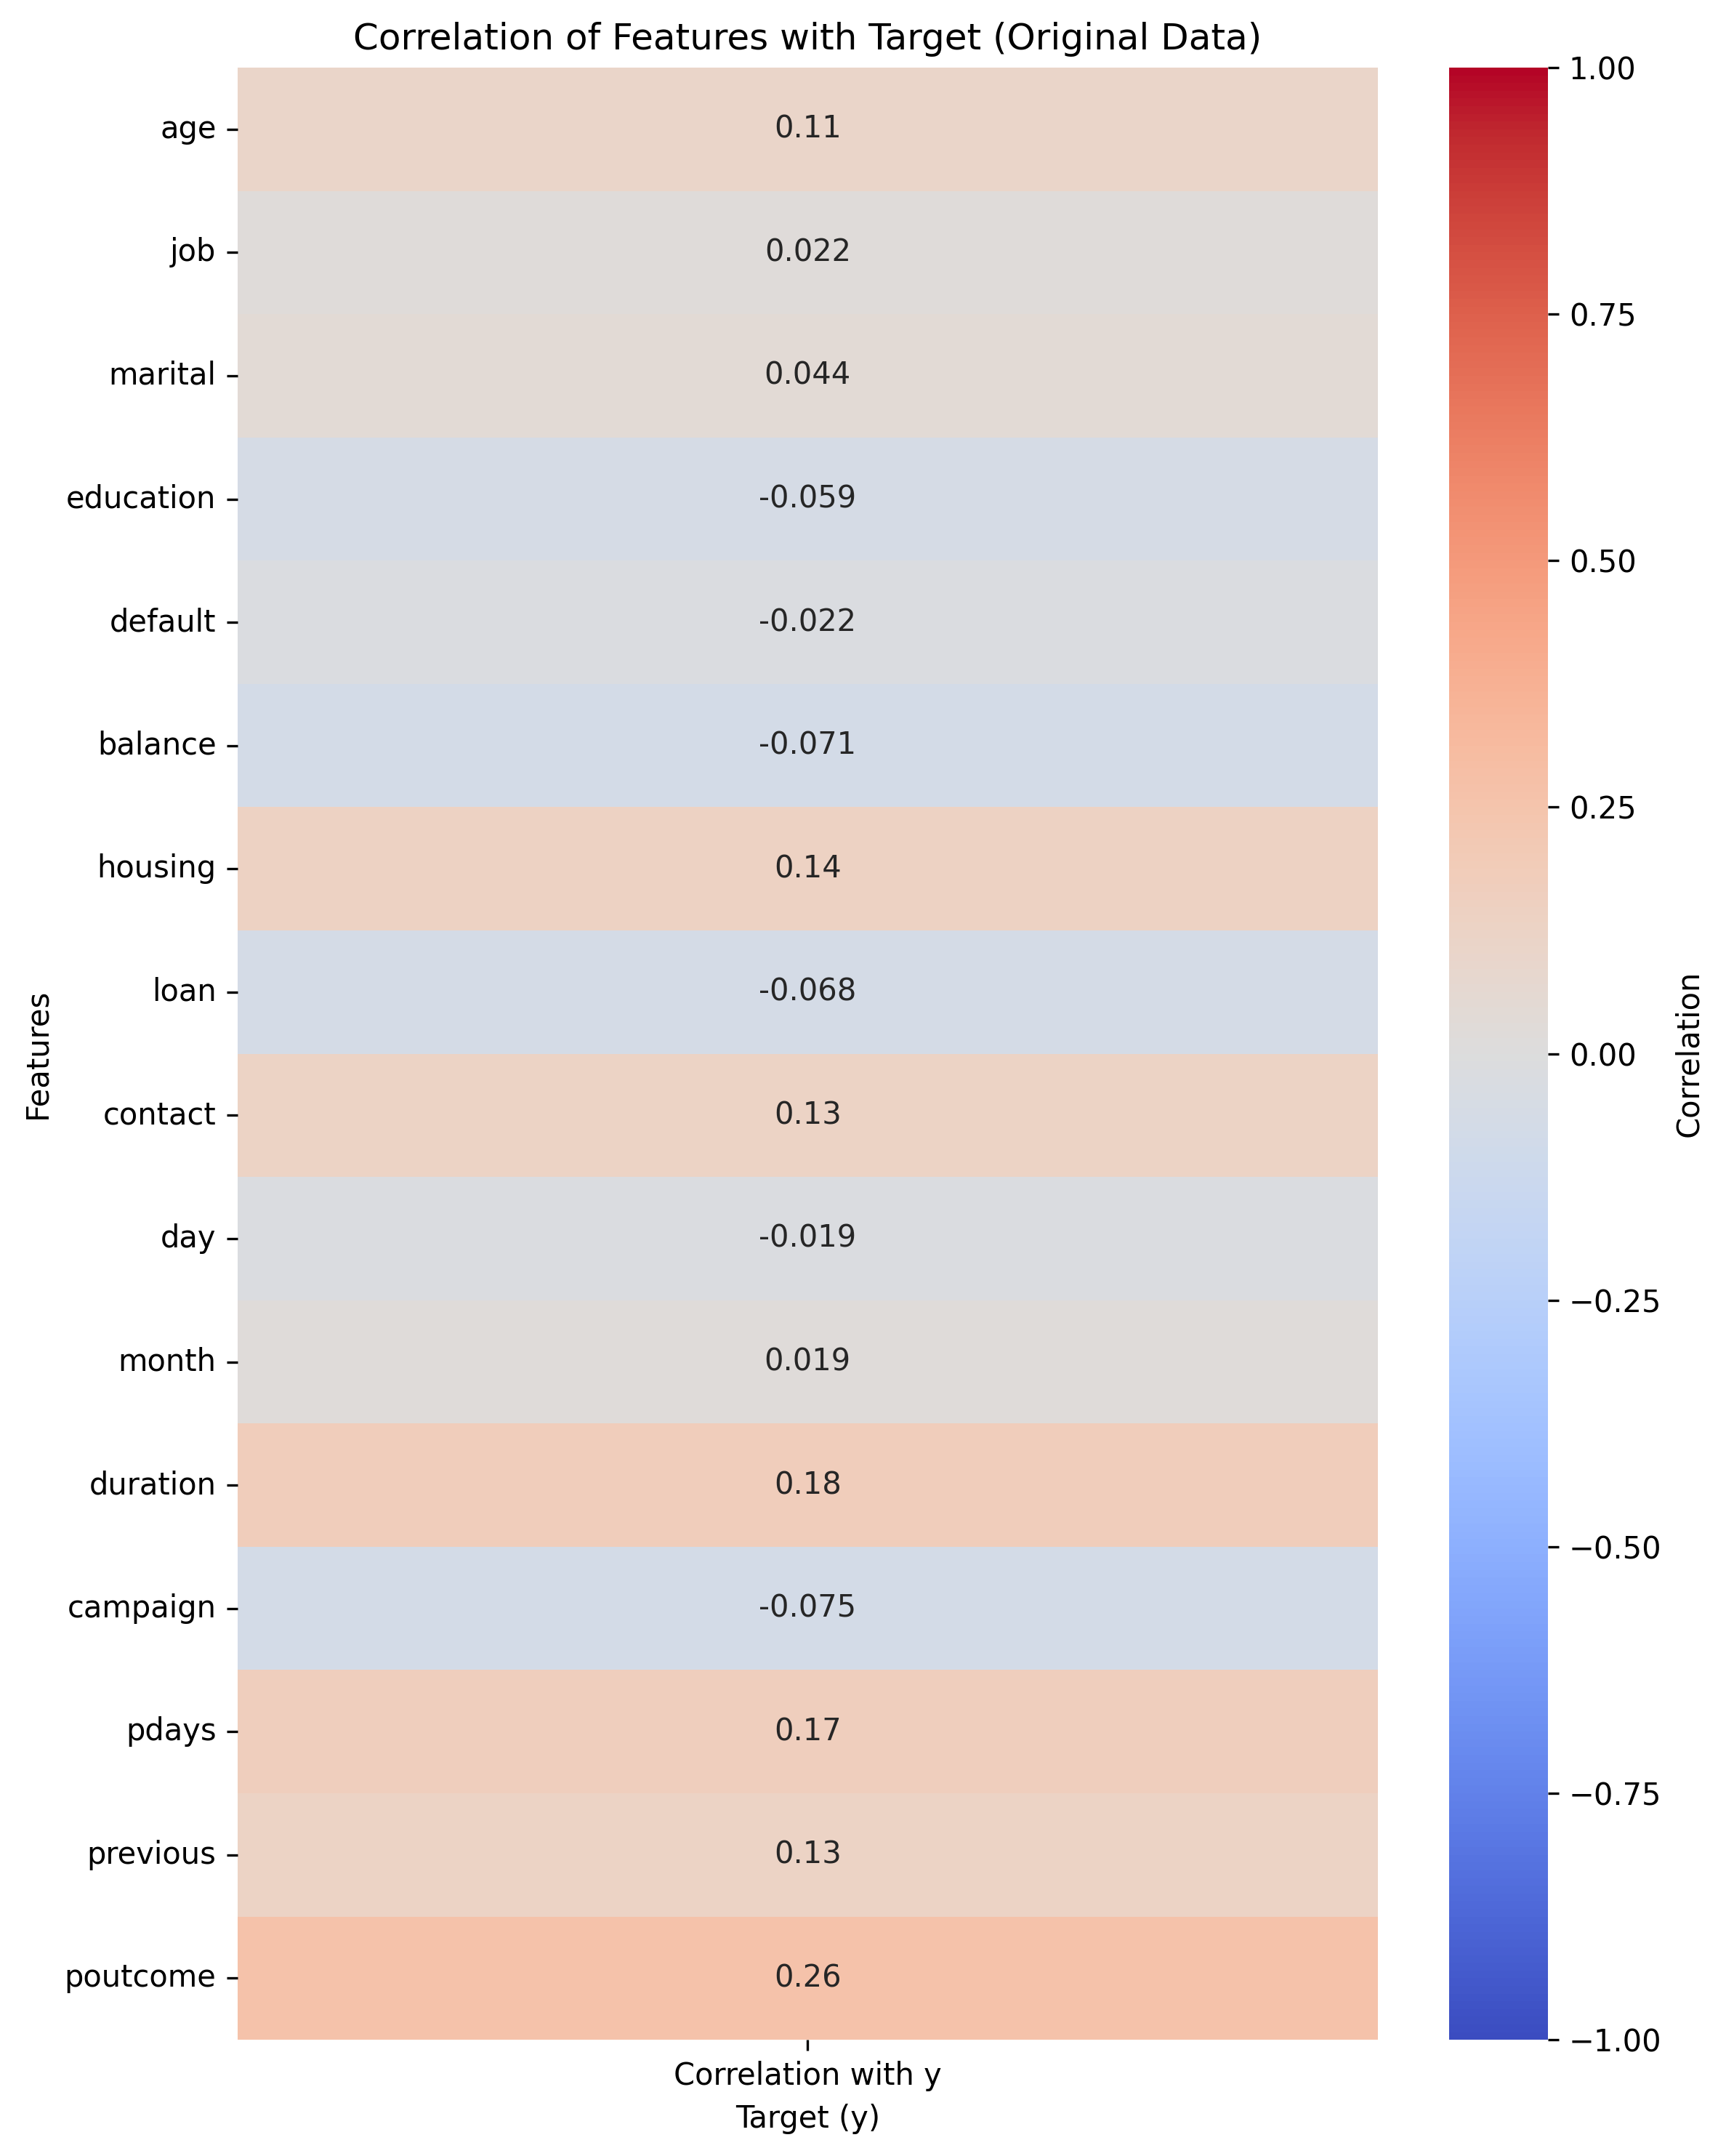 Correlation of Features with Target (Original Data)
Features
age 0.11
job 0.022
marital 0.044
education -0.059
default -0.022
balance -0.071
housing 0.14
loan -0.068
contact 0.13
day -0.019
month 0.019
duration 0.18
campaign -0.075
pdays 0.17
previous 0.13
poutcome 0.26
Correlation with y
Target (y)
1.00
0.75
0.50
0.25
0.00
−0.25
−0.50
−0.75
−1.00
Correlation